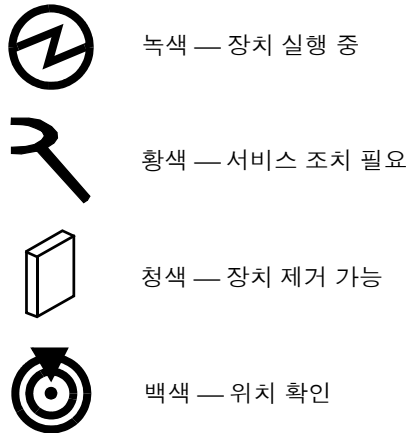 녹색 — 장치 실행 중
황색 — 서비스 조치 필요
청색 — 장치 제거 가능
백색 — 위치 확인